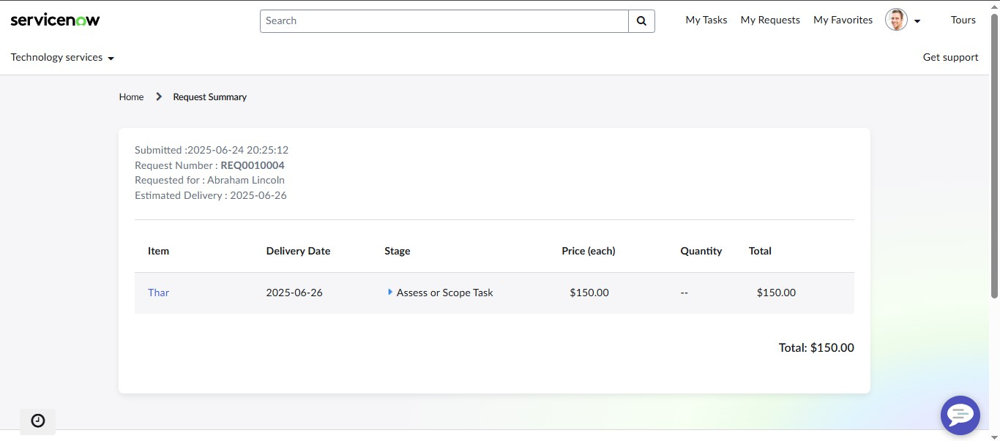 servicenow
Search
My Tasks My Requests My Favorites Tours
Technology services
Get support
Home Request Summary
Submitted :2025-06-24 20:25:12
Request Number : REQ0010004
Requested for : Abraham Lincoln
Estimated Delivery : 2025-06-26
Item Delivery Date Stage Price (each) Quantity Total
Thar 2025-06-26 Assess or Scope Task $150.00 -- $150.00
Total: $150.00